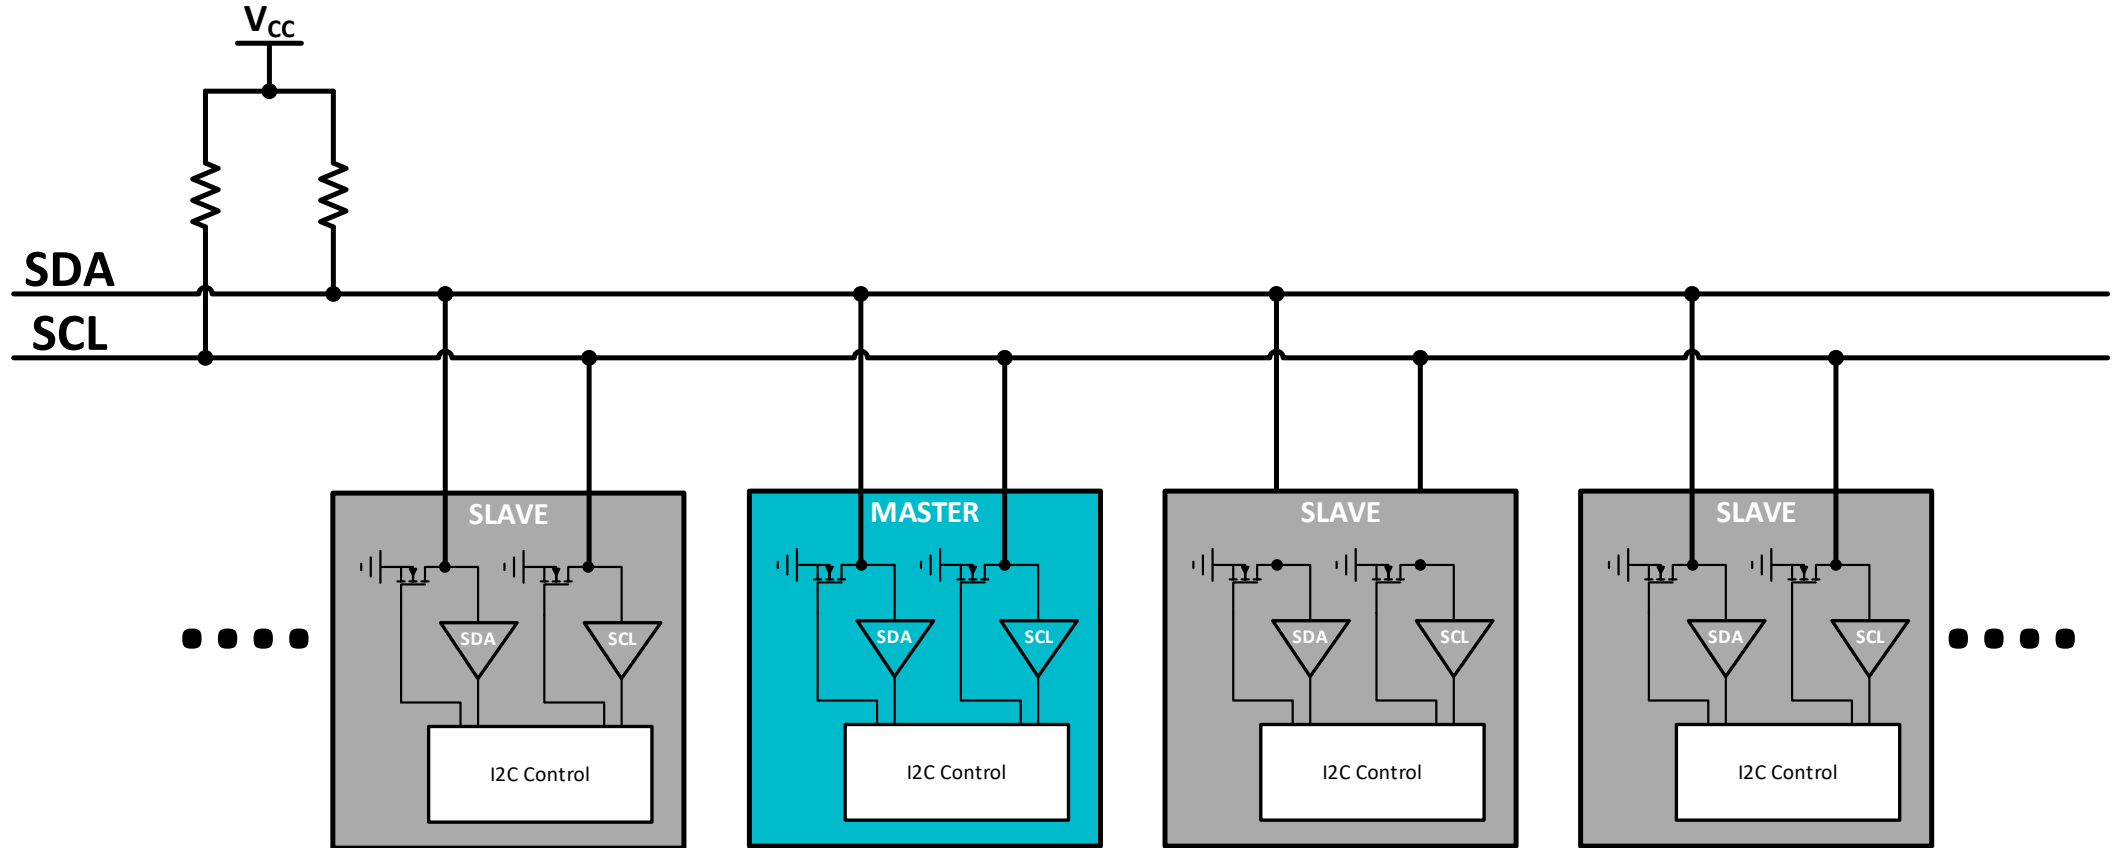 VCC
SDA
SCL
SLAVE
MASTER
SLAVE
SLAVE
SDA
SCL
SDA
SCL
SDA
SCL
SDA
SCL
I2C Control
I2C Control
I2C Control
I2C Control